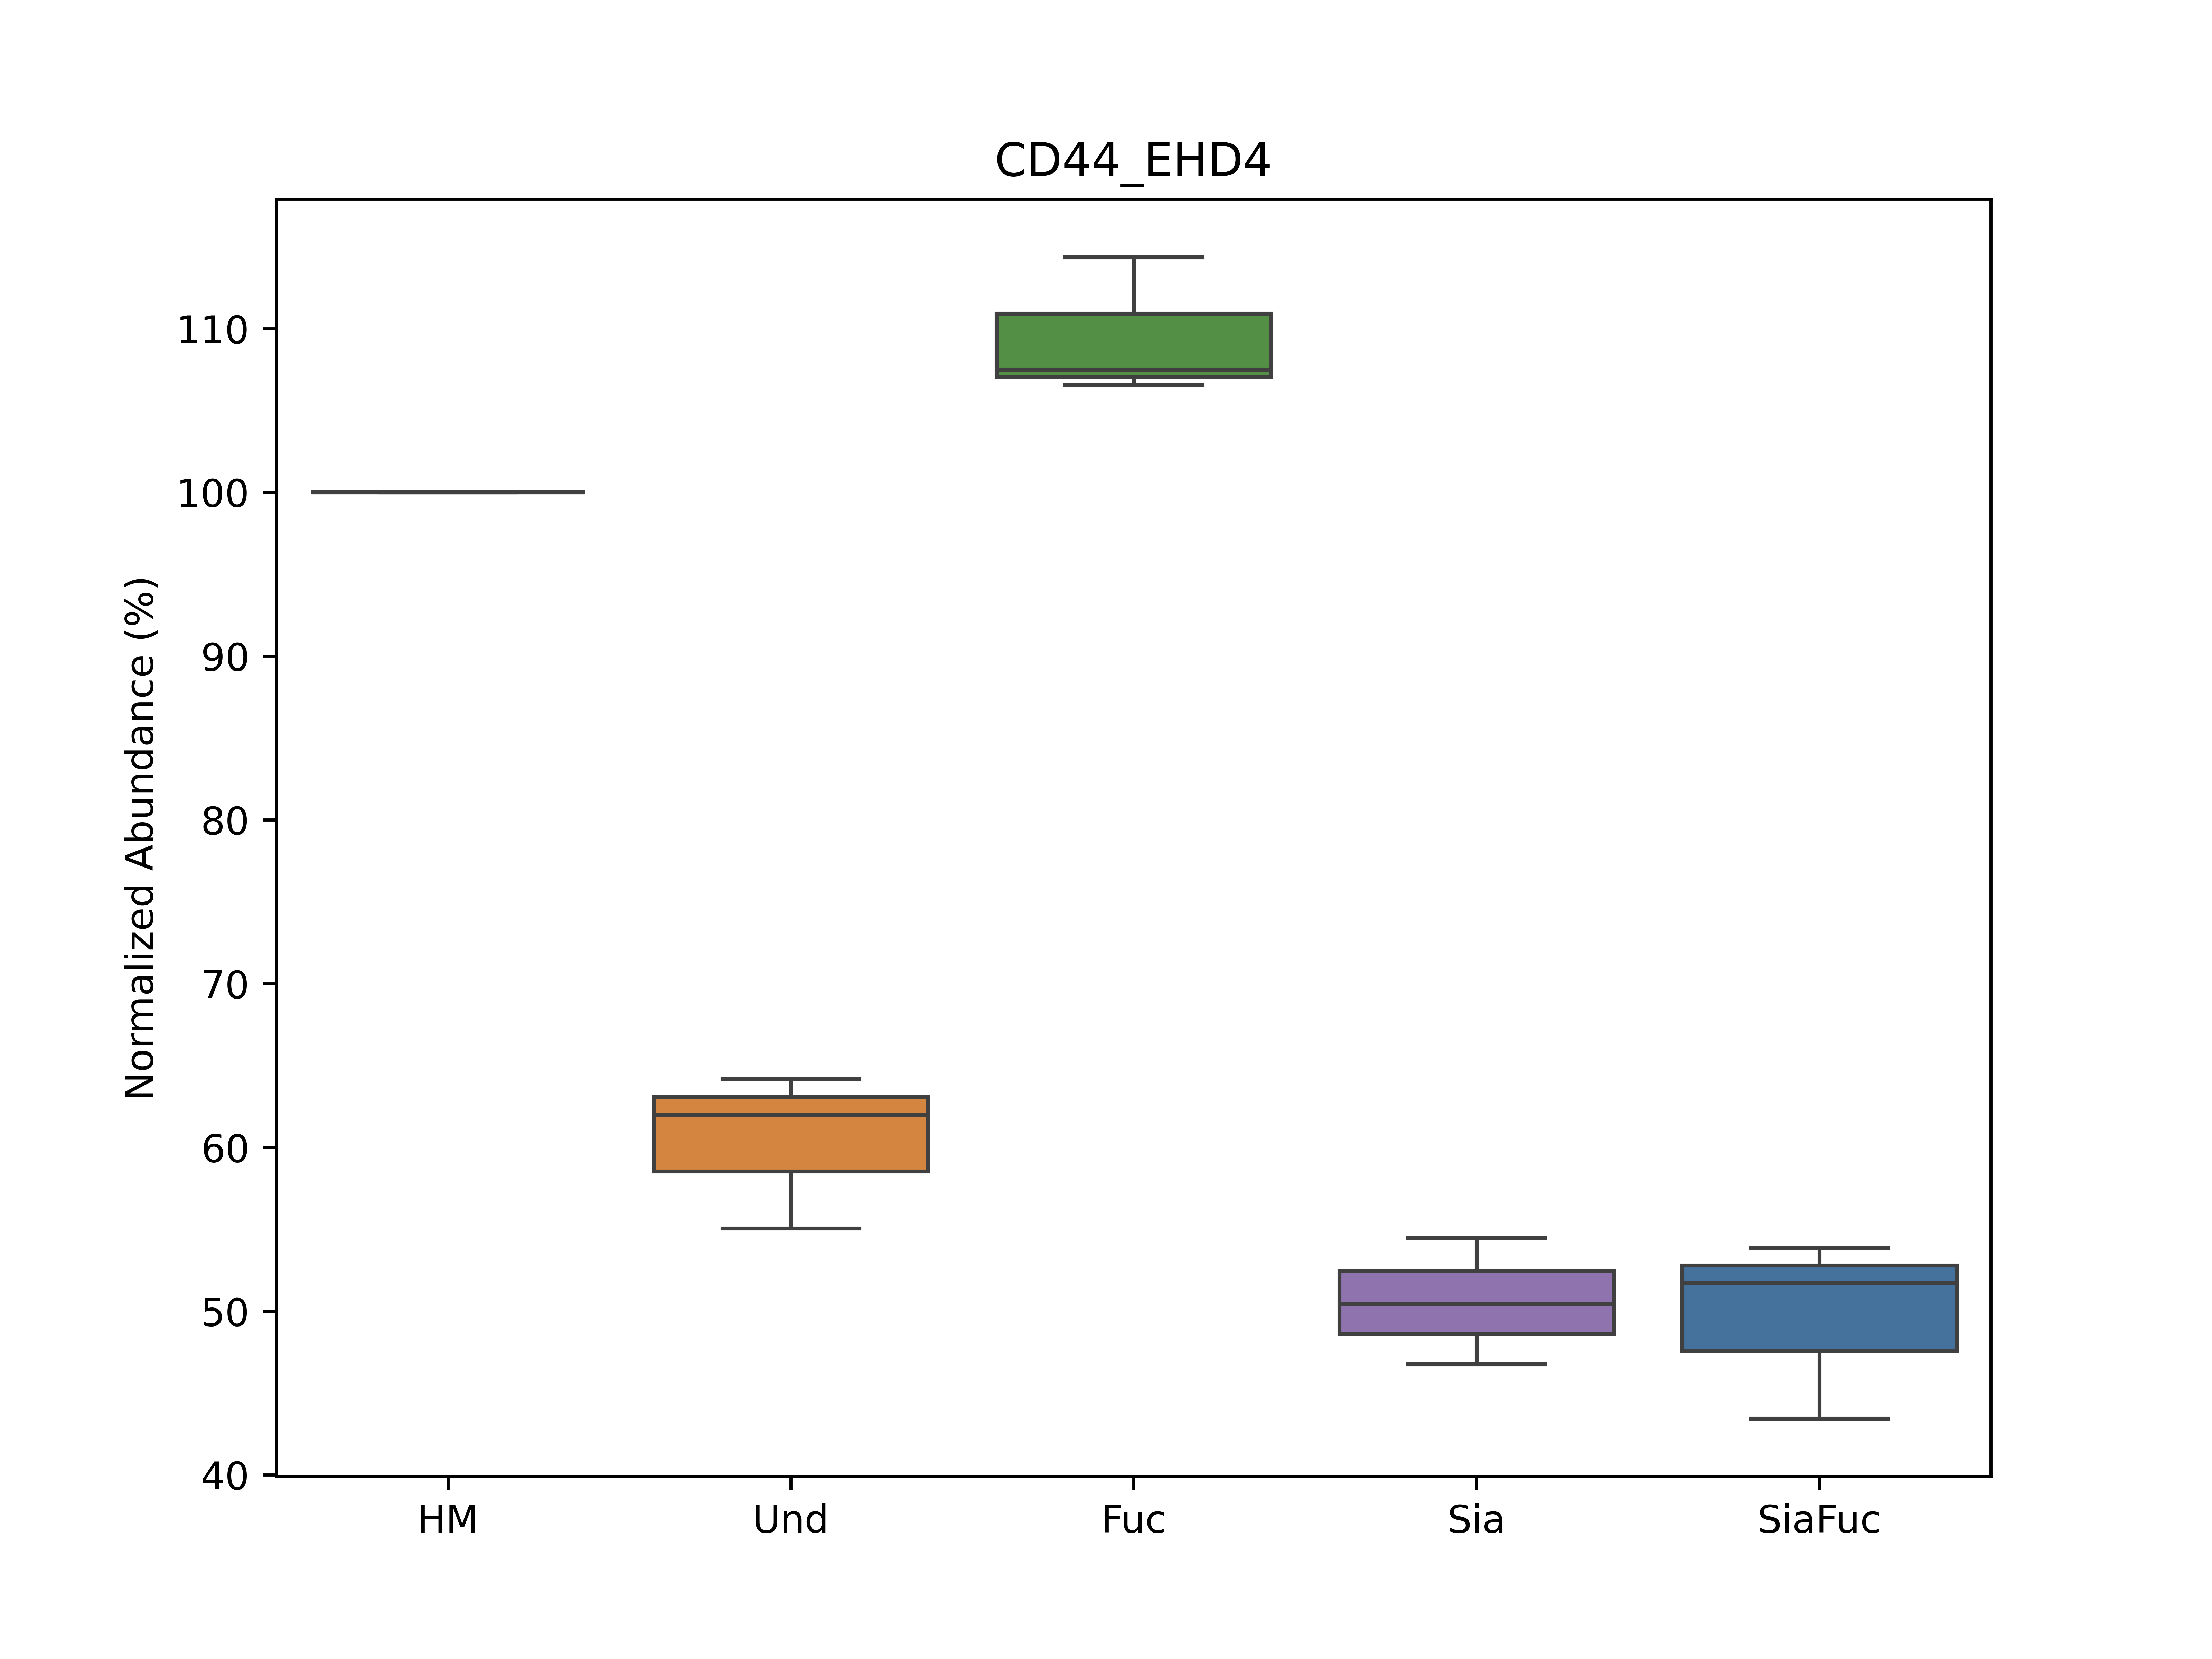 CD44_EHD4
Normalized Abundance (%)
110
100
90
80
70
60
50
40
HM
Und
Fuc
Sia
SiaFuc